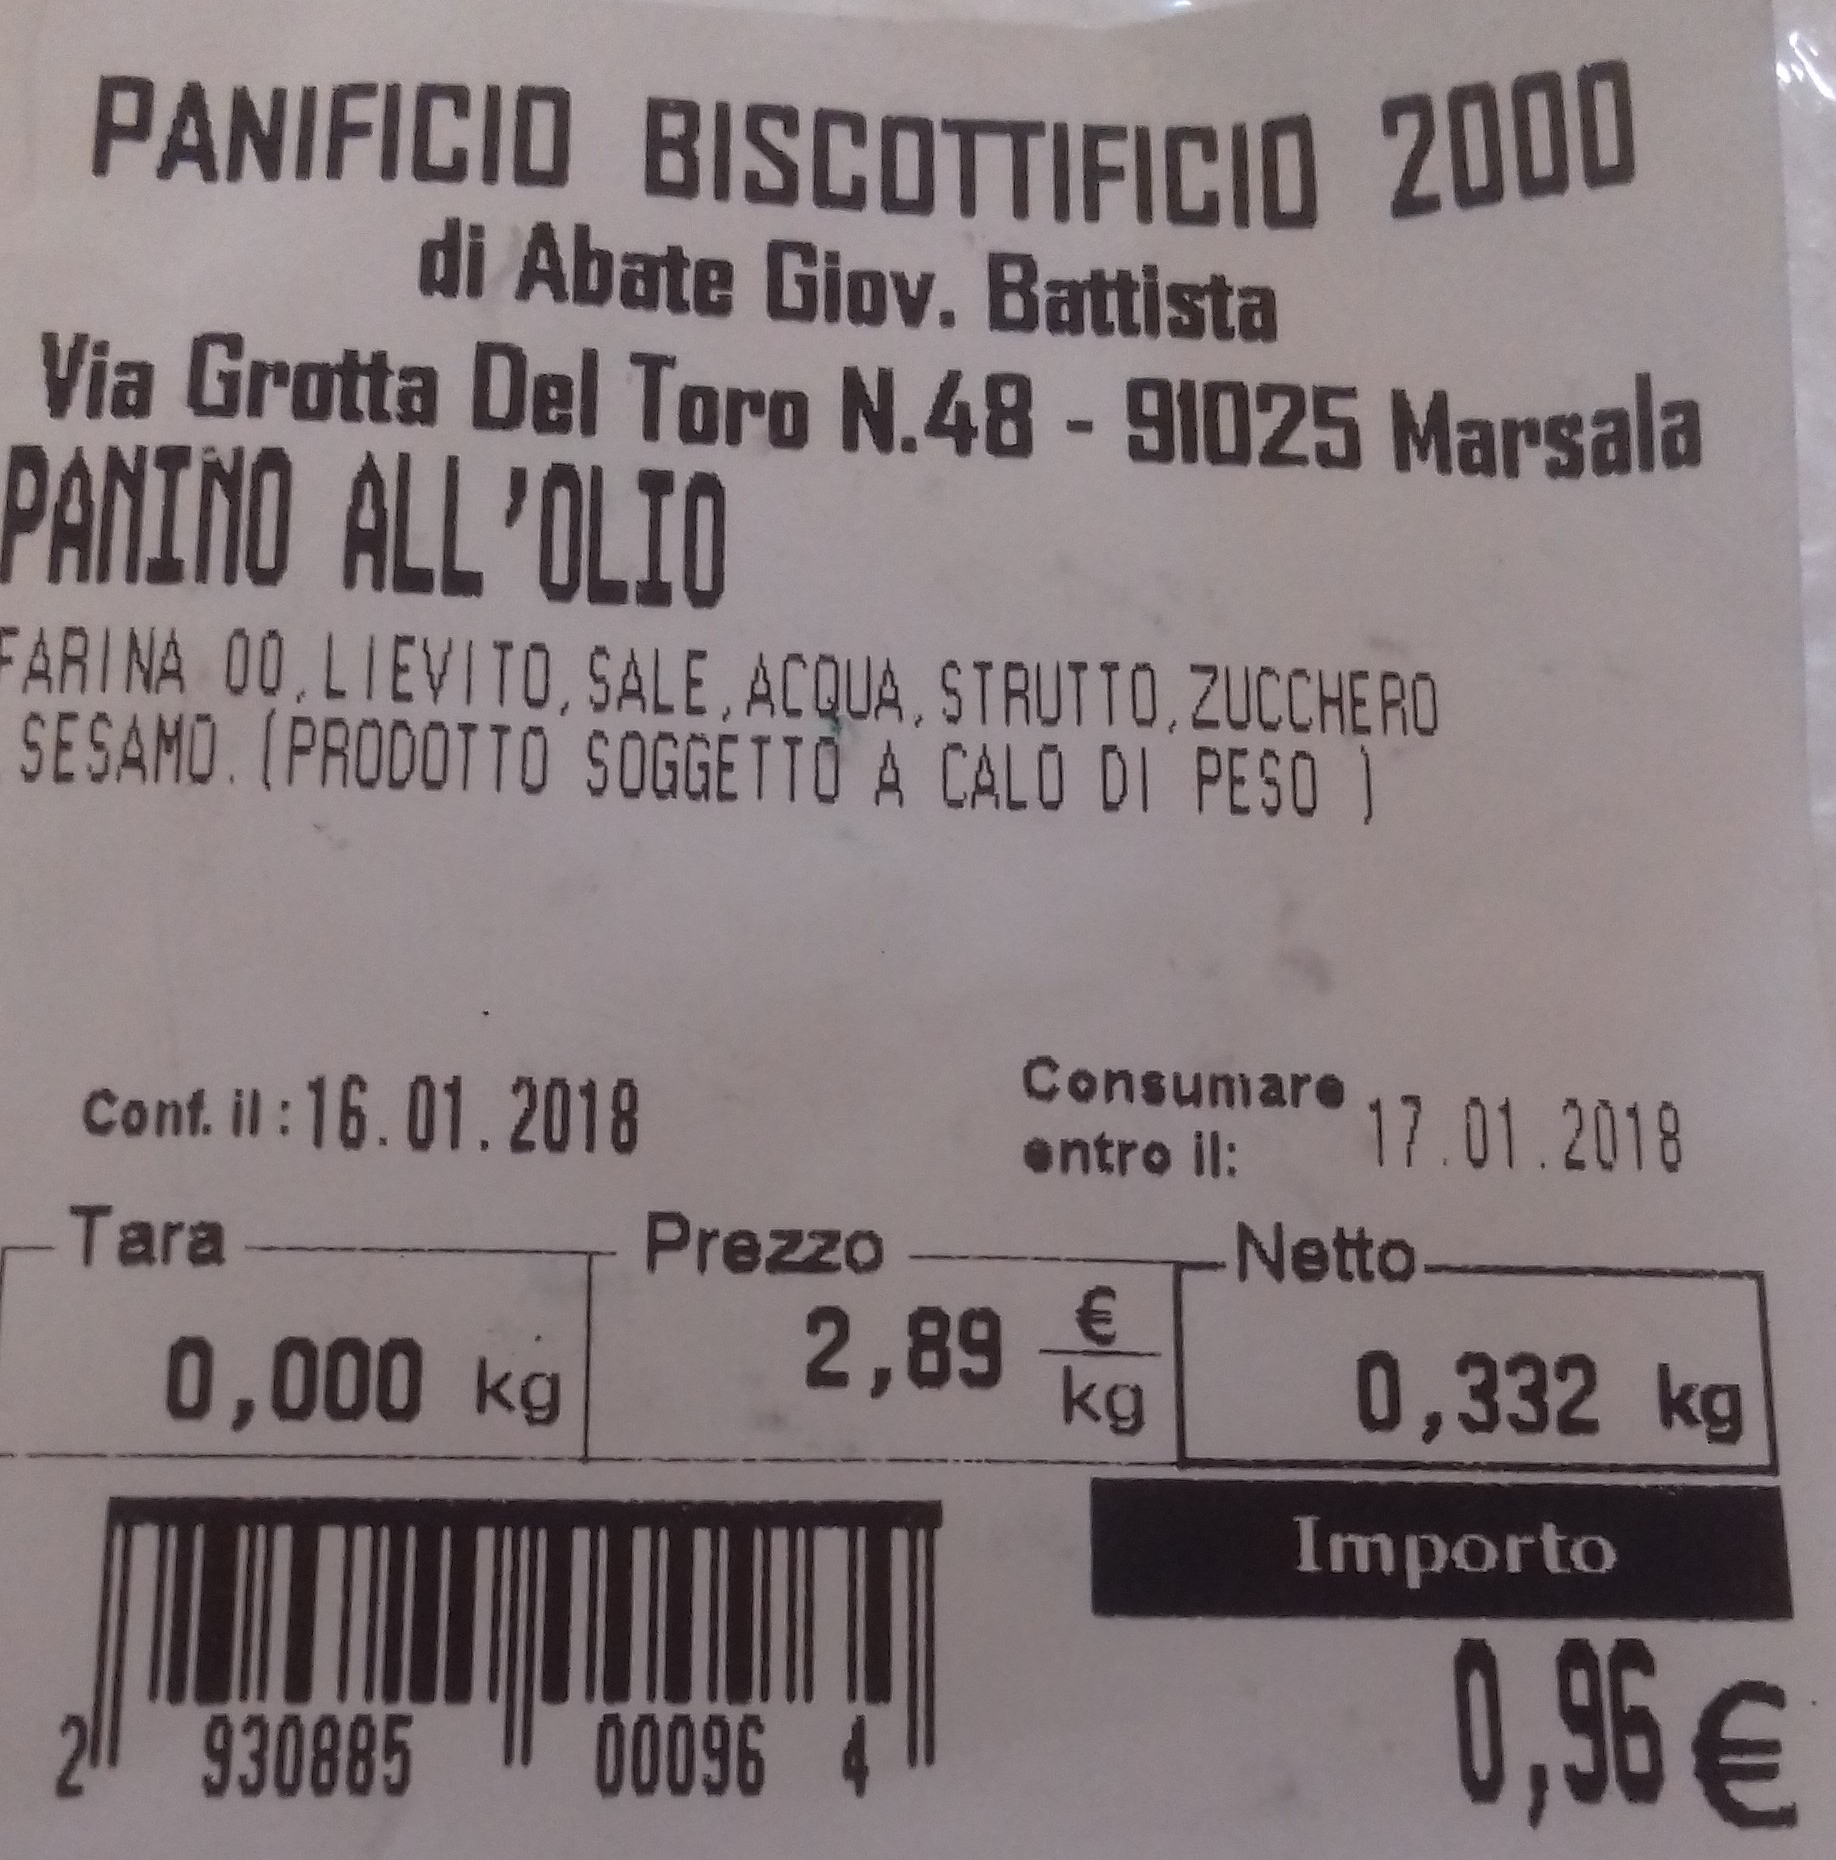 PANIFICIO BISCOTTIFICIO 2000
di Abate Giov. Battista
Via Grotta Del Toro N.48 - 91025 Marsala
PANINO ALL'OLIO
FARINA 00,LIEVITO,SALE,ACQUA,STRUTTO,ZUCCHERO
SESAMO.(PRODOTTO SOGGETTO A CALO DI PESO )
Conf. il : 16.01.2018
Consumare entro il: 17.01.2018
Tara Prezzo Netto
0,000 kg 2,89 €/kg 0,332 kg
Importo
0,96 €
2 930885 00096 4